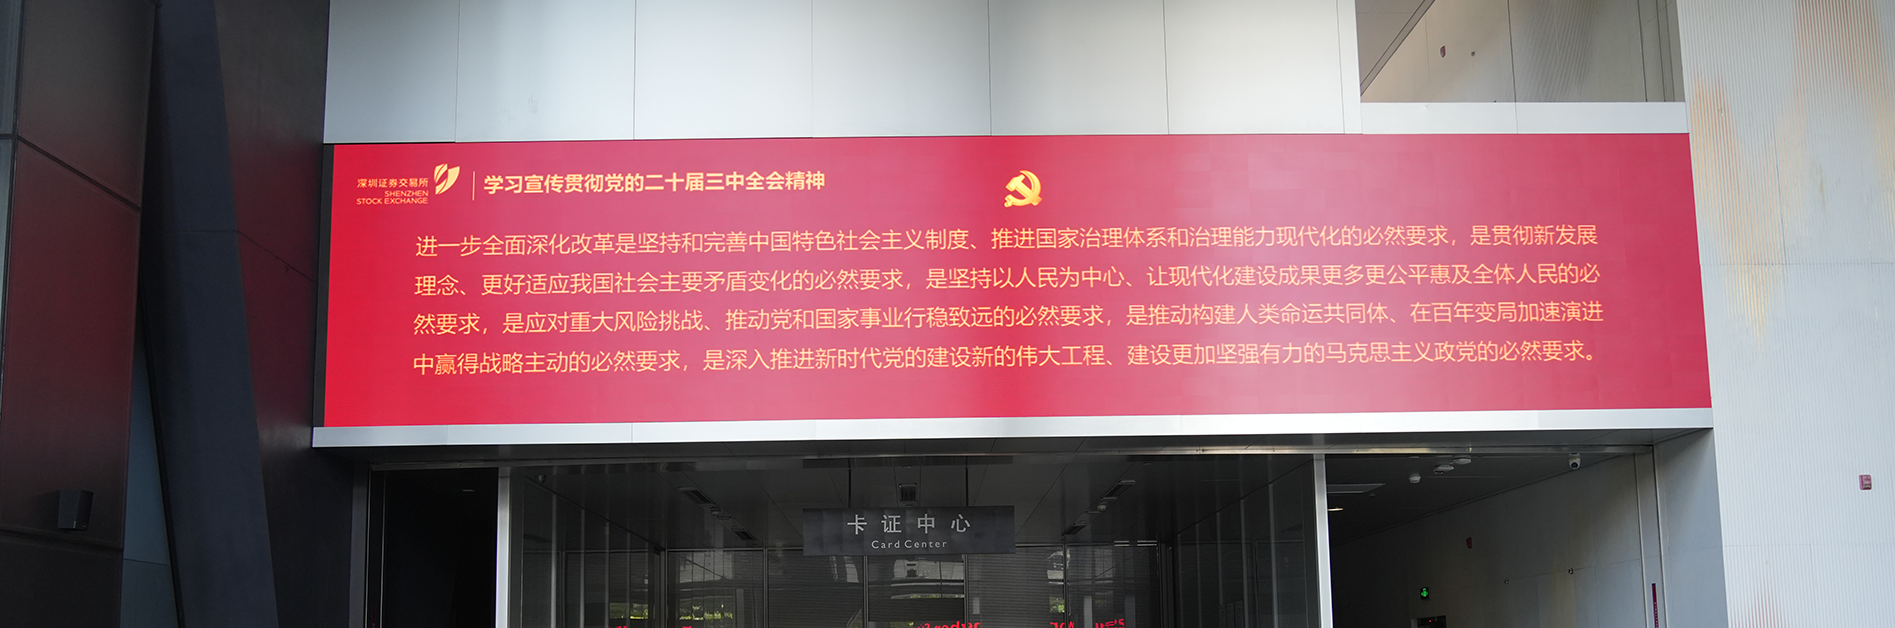 深圳证券交易所
SHENZHEN
STOCK EXCHANGE
学习宣传贯彻党的二十届三中全会精神
进一步全面深化改革是坚持和完善中国特色社会主义制度、推进国家治理体系和治理能力现代化的必然要求，是贯彻新发展
理念、更好适应我国社会主要矛盾变化的必然要求，是坚持以人民为中心、让现代化建设成果更多更公平惠及全体人民的必
然要求，是应对重大风险挑战、推动党和国家事业行稳致远的必然要求，是推动构建人类命运共同体、在百年变局加速演进
中赢得战略主动的必然要求，是深入推进新时代党的建设新的伟大工程、建设更加坚强有力的马克思主义政党的必然要求。
卡证中心
Card Center